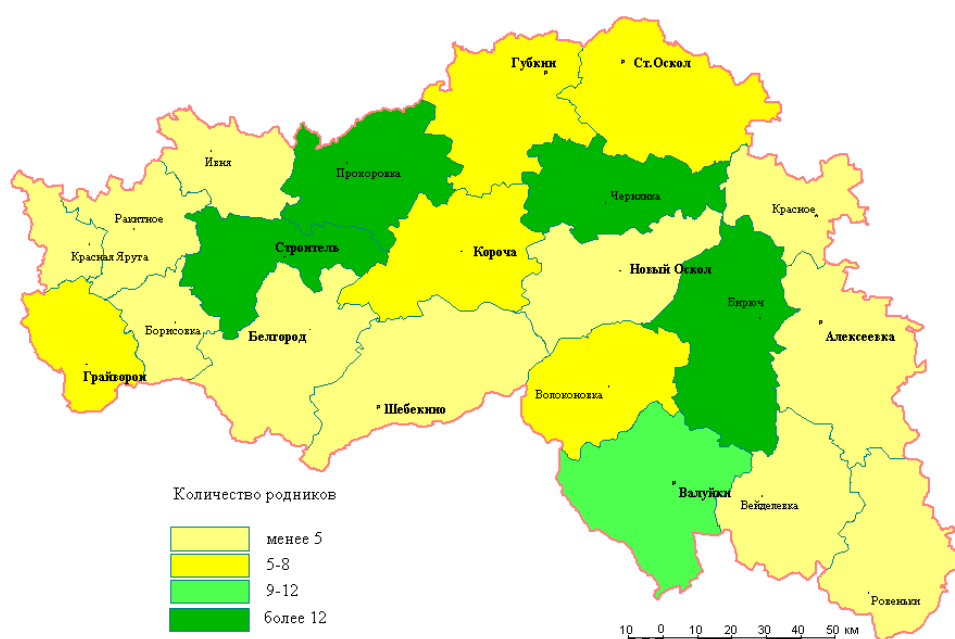 Губкин
Ст.Оскол
Ивня
Прохоровка
Чернянка
Красное
Ракитное
Красная Яруга
Строитель
Короча
Новый Оскол
Бирюч
Борисовка
Белгород
Алексеевка
Грайворон
Волоконовка
Шебекино
Валуйки
Вейделевка
Ровеньки
Количество родников
менее 5
5-8
9-12
более 12
10 0 10 20 30 40 50 км